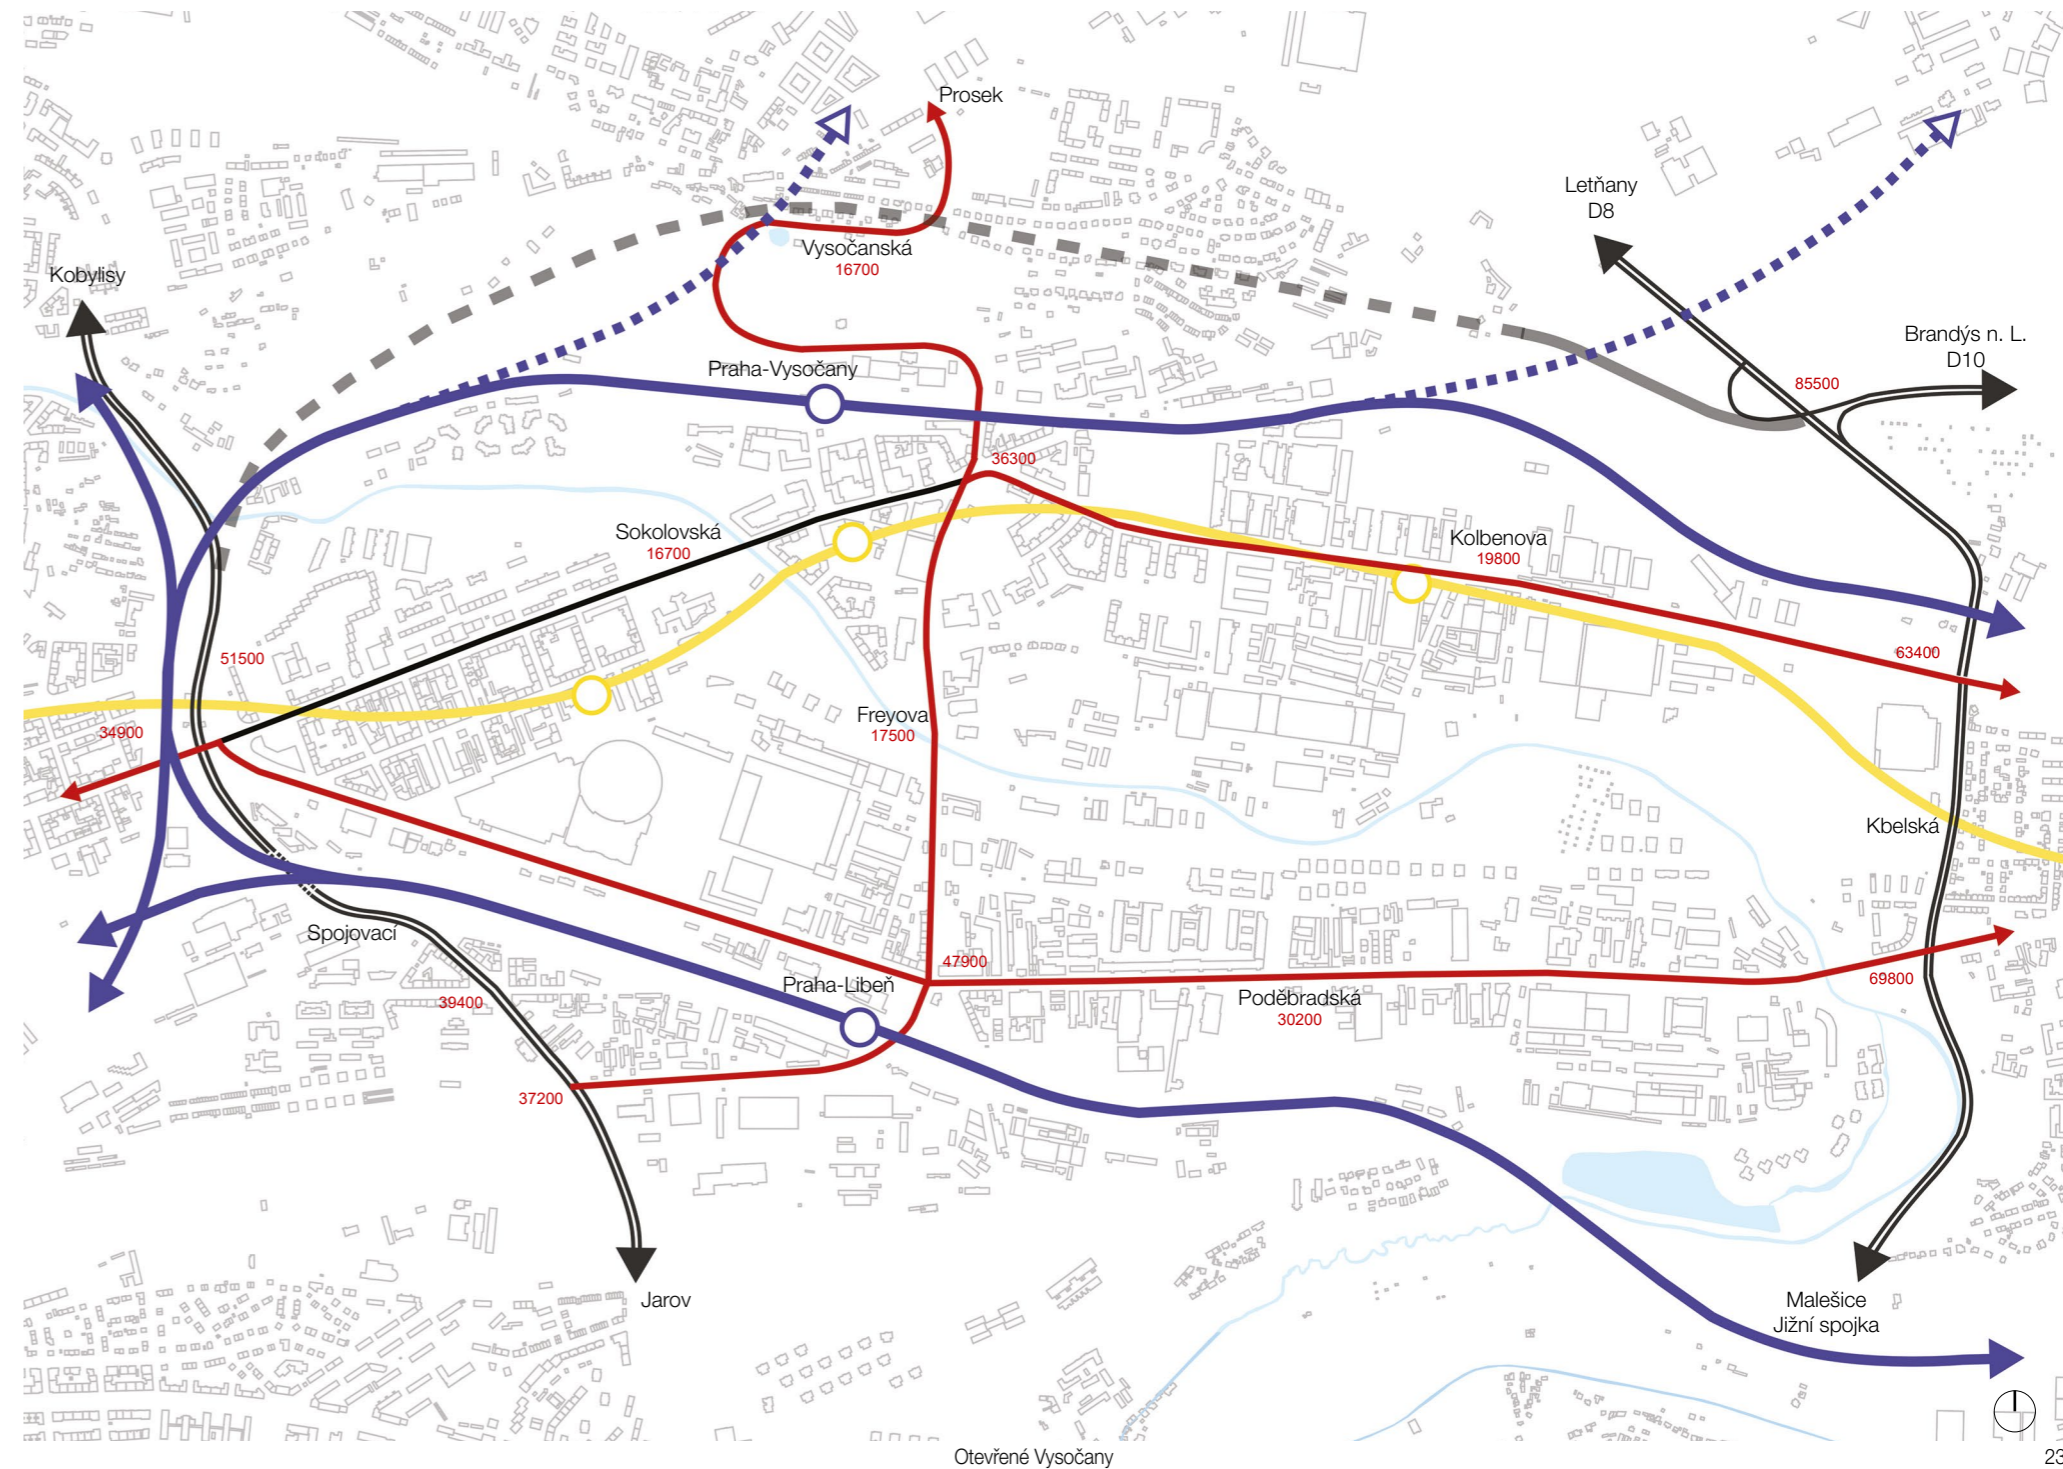 Prosek
Letňany
D8
Vysočanská
16700
Kobylisy
Brandýs n. L.
D10
Praha-Vysočany
85500
36300
Sokolovská
16700
Kolbenova
19800
51500
63400
Freyova
17500
34900
Kbelská
Spojovací
47900
Praha-Libeň
69800
39400
Poděbradská
30200
37200
Jarov
Malešice
Jižní spojka
Otevřené Vysočany
23